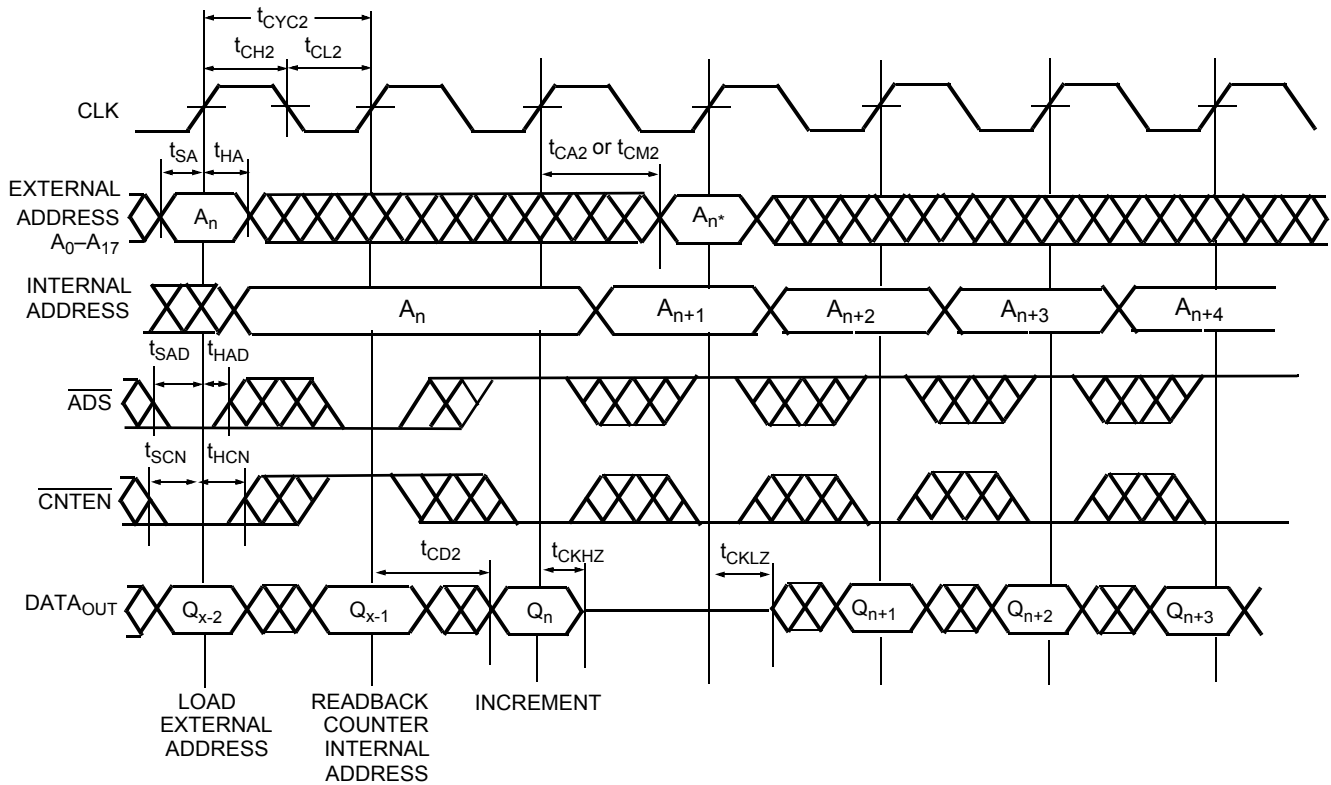 tCYC2
tCH2 tCL2
CLK
tSA tHA tCA2 or tCM2
EXTERNAL
ADDRESS
A0–A17
An An*
INTERNAL
ADDRESS
An An+1 An+2 An+3 An+4
tSAD tHAD
ADS
tSCN tHCN
CNTEN
tCD2 tCKHZ tCKLZ
DATAOUT
Qx-2 Qx-1 Qn Qn+1 Qn+2 Qn+3
LOAD
EXTERNAL
ADDRESS
READBACK
COUNTER
INTERNAL
ADDRESS
INCREMENT